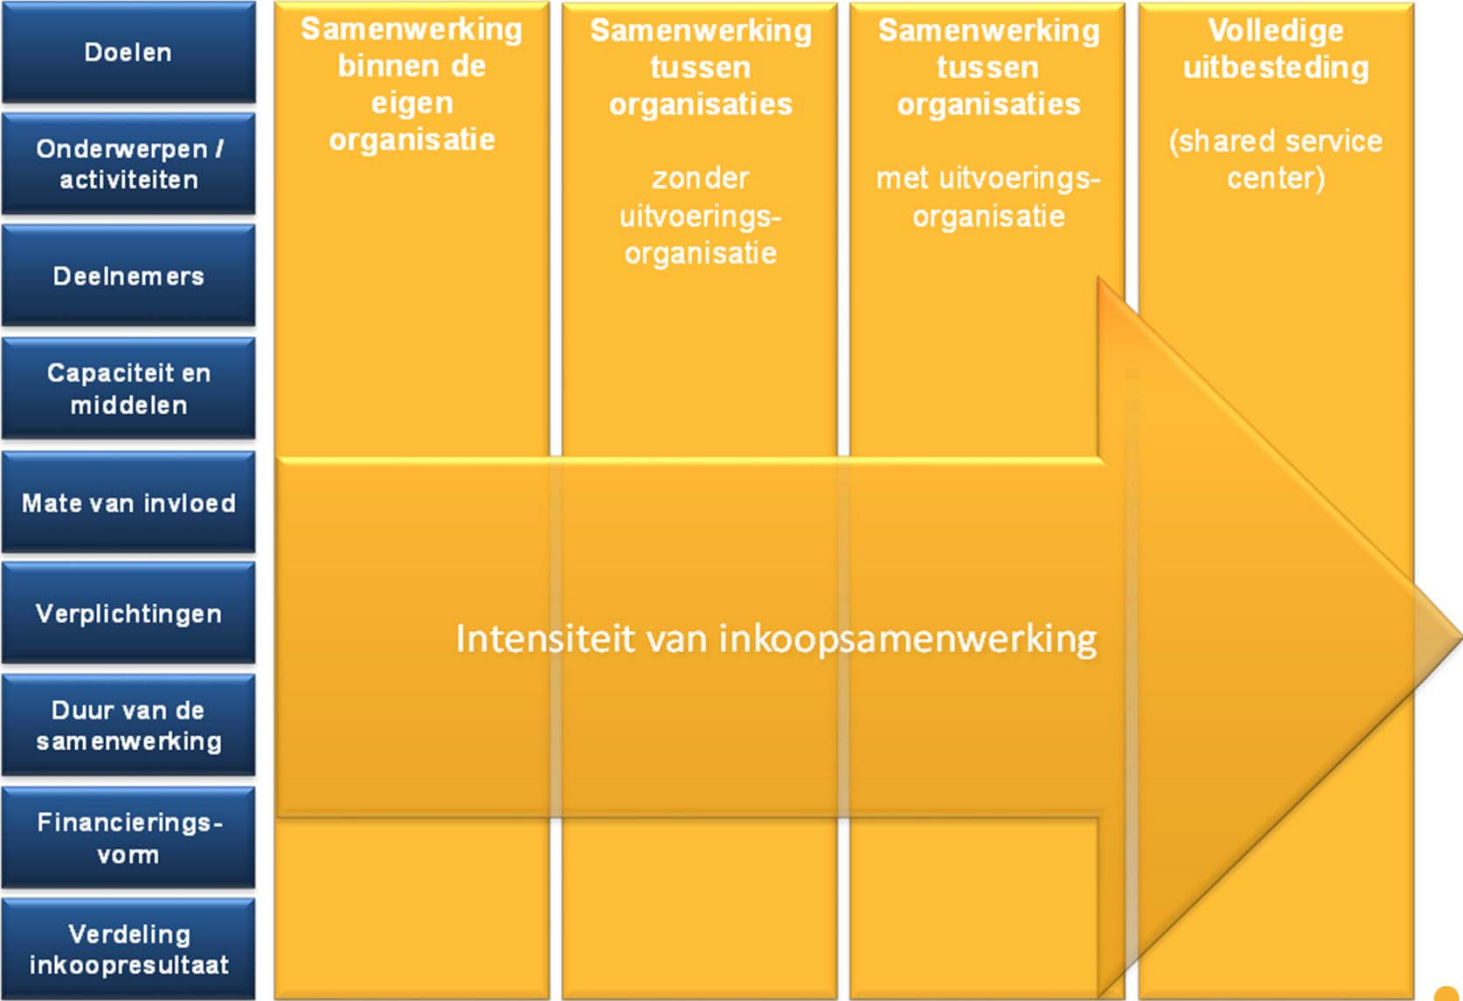 Doelen
Onderwerpen /
activiteiten
Deelnemers
Capaciteit en
middelen
Mate van invloed
Verplichtingen
Duur van de
samenwerking
Financierings-
vorm
Verdeling
inkoopresultaat
Samenwerking
binnen de
eigen
organisatie
Samenwerking
tussen
organisaties
zonder
uitvoerings-
organisatie
Samenwerking
tussen
organisaties
met uitvoerings-
organisatie
Volledige
uitbesteding
(shared service
center)
Intensiteit van inkoopsamenwerking